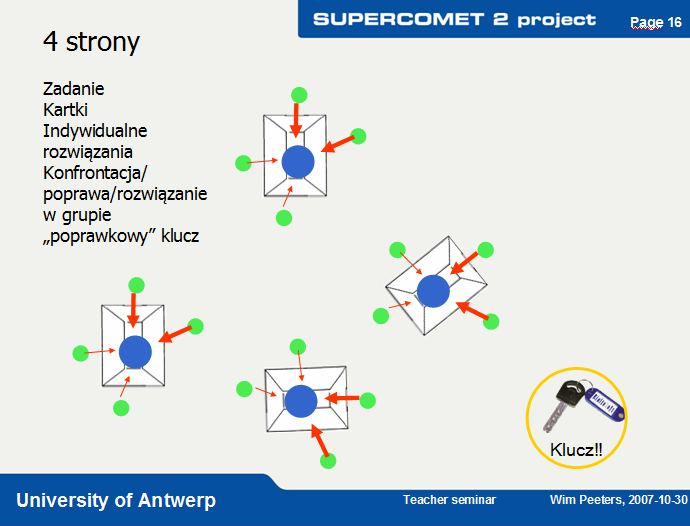 SUPERCOMET 2 project
Page 16
4 strony
Zadanie
Kartki
Indywidualne
rozwiązania
Konfrontacja/
poprawa/rozwiązanie
w grupie
„poprawkowy” klucz
Klucz!!
University of Antwerp
Teacher seminar
Wim Peeters, 2007-10-30